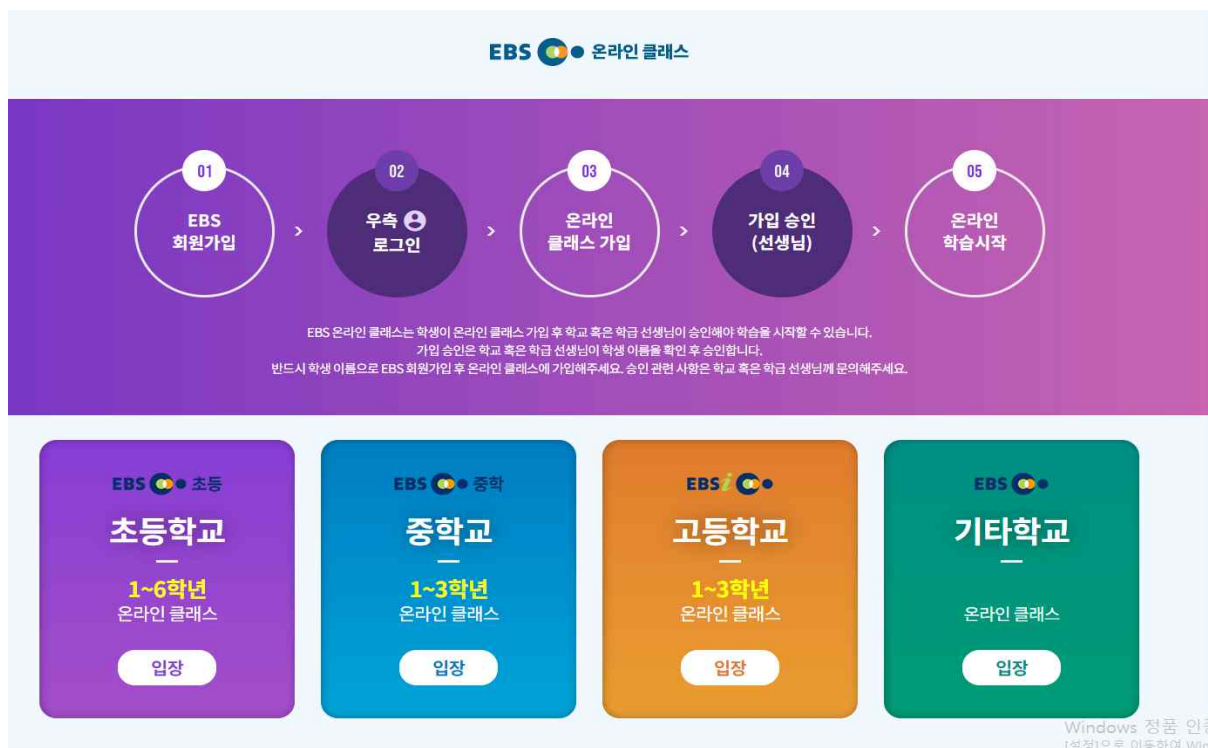 EBS 온라인 클래스
01
EBS
회원가입
>
02
우측
로그인
>
03
온라인
클래스 가입
>
04
가입 승인
(선생님)
>
05
온라인
학습시작
EBS 온라인 클래스는 학생이 온라인 클래스 가입 후 학교 혹은 학급 선생님이 승인해야 학습을 시작할 수 있습니다.
가입 승인은 학교 혹은 학급 선생님이 학생 이름을 확인 후 승인합니다.
반드시 학생 이름으로 EBS 회원가입 후 온라인 클래스에 가입해주세요. 승인 관련 사항은 학교 혹은 학급 선생님께 문의해주세요.
EBS 초등
초등학교
1~6학년
온라인 클래스
입장
EBS 중학
중학교
1~3학년
온라인 클래스
입장
EBSi
고등학교
1~3학년
온라인 클래스
입장
EBS
기타학교
온라인 클래스
입장
Windows 정품 인증
[설정]으로 이동하여 Win